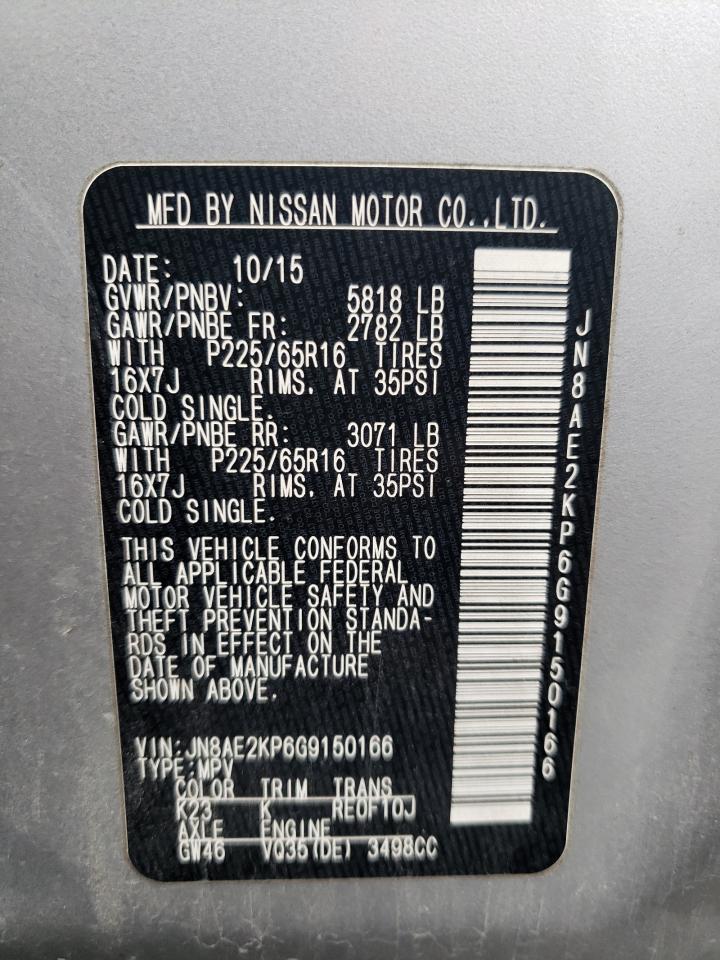 MFD BY NISSAN MOTOR CO.,LTD.
DATE: 10/15
GVWR/PNBV: 5818 LB
GAWR/PNBE FR: 2782 LB
WITH P225/65R16 TIRES
16X7J RIMS. AT 35PSI
COLD SINGLE.
GAWR/PNBE RR: 3071 LB
WITH P225/65R16 TIRES
16X7J RIMS. AT 35PSI
COLD SINGLE.
THIS VEHICLE CONFORMS TO
ALL APPLICABLE FEDERAL
MOTOR VEHICLE SAFETY AND
THEFT PREVENTION STANDA-
RDS IN EFFECT ON THE
DATE OF MANUFACTURE
SHOWN ABOVE.
VIN:JN8AE2KP6G9150166
TYPE:MPV
COLOR TRIM TRANS
K23 K RE0F10J
AXLE ENGINE
GW46 VQ35(DE) 3498CC
JN8AE2KP6G9150166